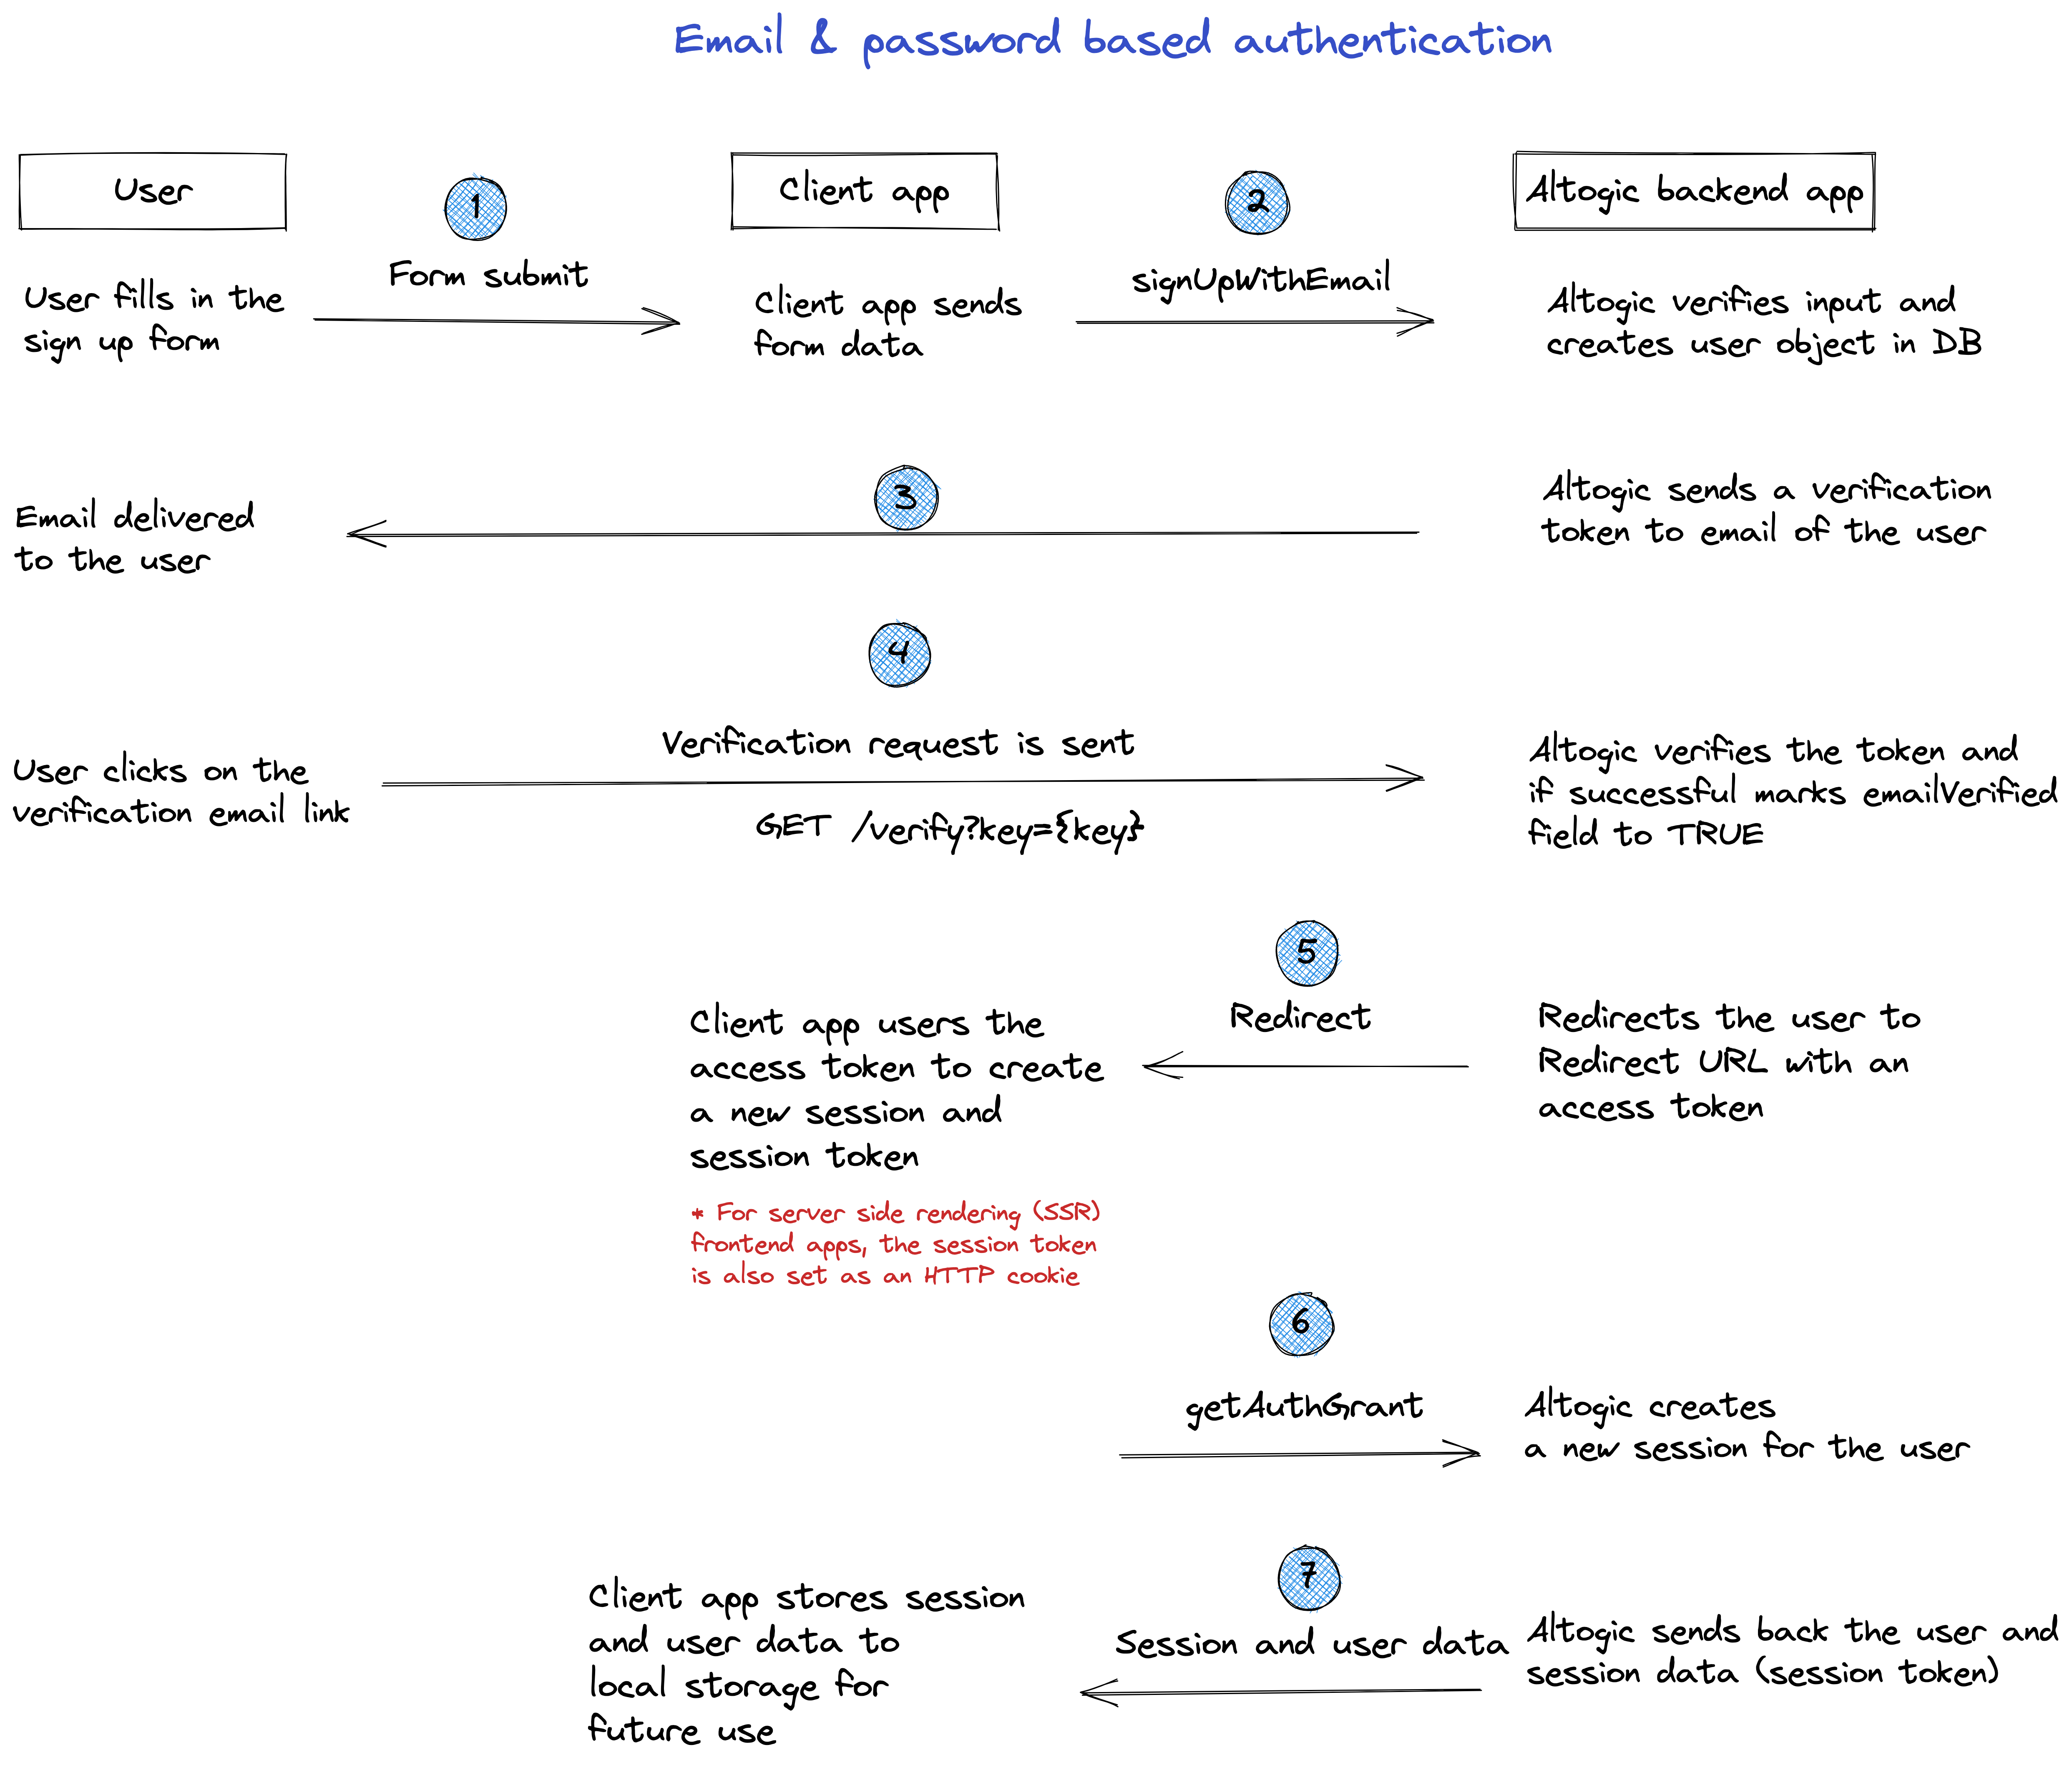 Email & password based authentication
User
1
Client app
2
Altogic backend app
User fills in the
sign up form
Form submit
Client app sends
form data
signUpWithEmail
Altogic verifies input and
creates user object in DB
Email delivered
to the user
3
Altogic sends a verification
token to email of the user
4
User clicks on the
verification email link
Verification request is sent
GET /verify?key={key}
Altogic verifies the token and
if successful marks emailVerified
field to TRUE
5
Client app users the
access token to create
a new session and
session token
Redirect
Redirects the user to
Redirect URL with an
access token
* For server side rendering (SSR)
frontend apps, the session token
is also set as an HTTP cookie
6
getAuthGrant
Altogic creates
a new session for the user
7
Client app stores session
and user data to
local storage for
future use
Session and user data
Altogic sends back the user and
session data (session token)